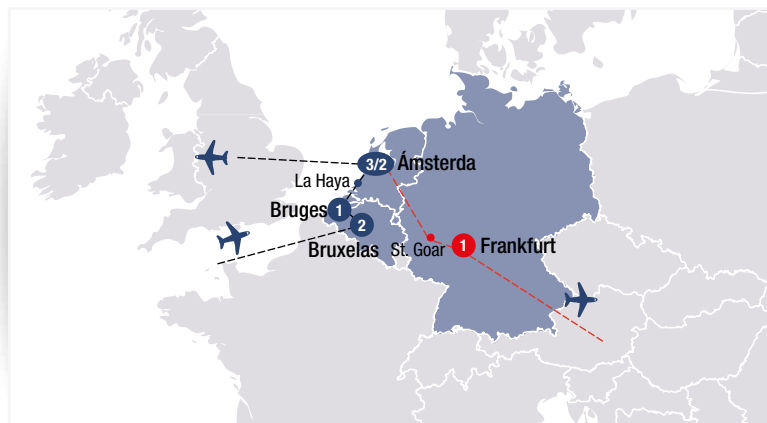 3/2 Ámsterda
La Haya
Bruges 1
2
Bruxelas
St. Goar
1 Frankfurt